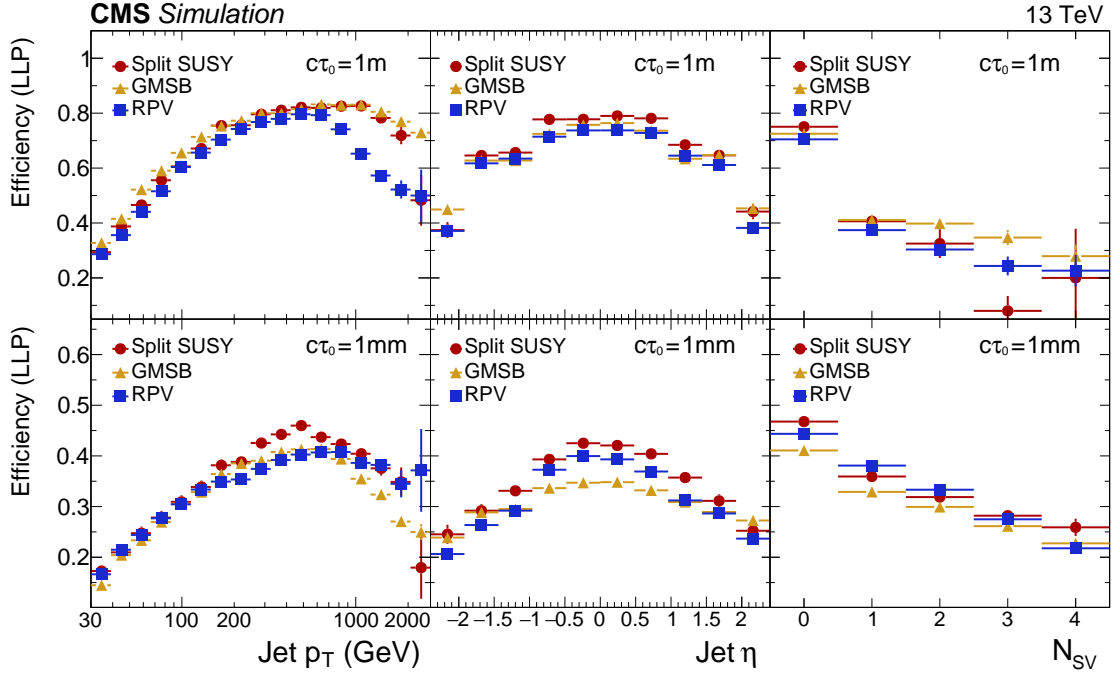 CMS Simulation 13 TeV
Efficiency (LLP)
1
0.8
0.6
0.4
0.2
Split SUSY cτ₀=1m
GMSB
RPV
Split SUSY cτ₀=1m
GMSB
RPV
Split SUSY cτ₀=1m
GMSB
RPV
Efficiency (LLP)
0.6
0.5
0.4
0.3
0.2
Split SUSY cτ₀=1mm
GMSB
RPV
Split SUSY cτ₀=1mm
GMSB
RPV
Split SUSY cτ₀=1mm
GMSB
RPV
30 100 200 1000 2000
Jet p_T (GeV)
−2 −1.5 −1 −0.5 0 0.5 1 1.5 2
Jet η
0 1 2 3 4
N_SV